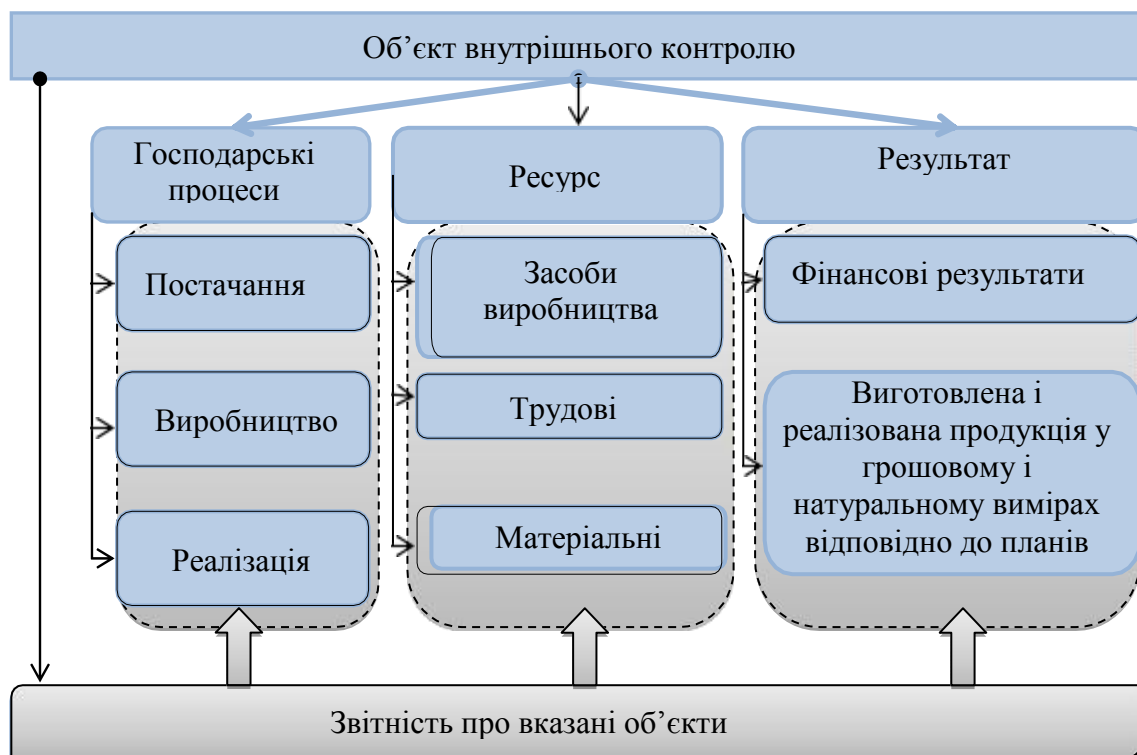 Об’єкт внутрішнього контролю
Господарські
процеси
Ресурс
Результат
Постачання
Виробництво
Реалізація
Засоби
виробництва
Трудові
Матеріальні
Фінансові результати
Виготовлена і
реалізована продукція у
грошовому і
натуральному вимірах
відповідно до планів
Звітність про вказані об’єкти